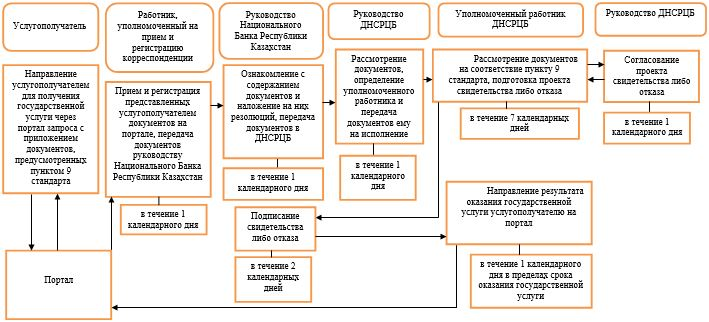 Услугополучатель
Работник,
уполномоченный на
прием и
регистрацию
корреспонденции
Руководство
Национального
Банка Республики
Казахстан
Руководство
ДНСРЦБ
Уполномоченный работник
ДНСРЦБ
Руководство ДНСРЦБ
Направление
услугополучателем
для получения
государственной
услуги через
портал запроса с
приложением
документов,
предусмотренных
пунктом 9
стандарта
Прием и регистрация
представленных
услугополучателем
документов на
портале, передача
документов
руководству
Национального Банка
Республики Казахстан
Ознакомление с
содержанием
документов и
наложение на них
резолюций, передача
документов в
ДНСРЦБ
Рассмотрение
документов,
определение
уполномоченного
работника и
передача
документов ему
на исполнение
Рассмотрение документов
на соответствие пункту 9
стандарта, подготовка проекта
свидетельства либо отказа
Согласование
проекта
свидетельства либо
отказа
в течение 7 календарных
дней
в течение 1
календарного дня
в течение 1
календарного
дня
в течение 1
календарного дня
в течение 1
календарного дня
Подписание
свидетельства
либо отказа
Направление результата
оказания государственной
услуги услугополучателю на
портал
Портал
в течение 2
календарных
дней
в течение 1 календарного
дня в пределах срока
оказания государственной
услуги